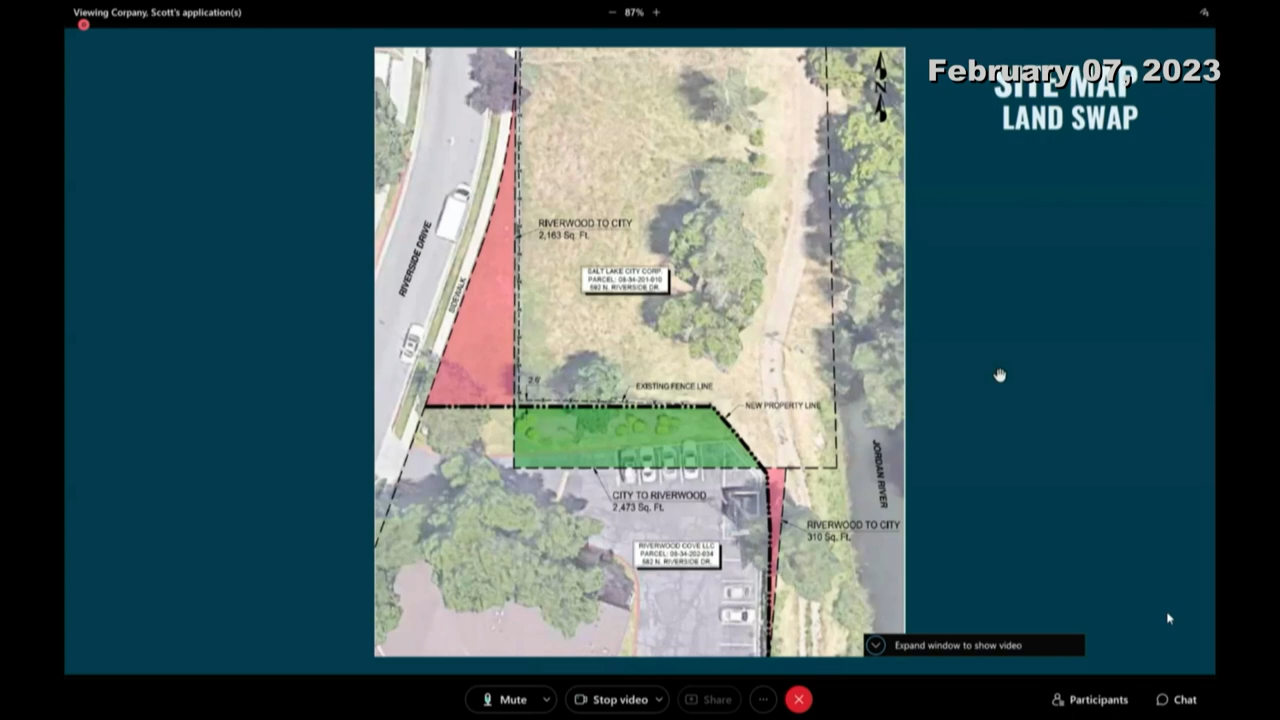 Viewing Corpany, Scott's application(s)
87%
February 07, 2023
SITE MAP
LAND SWAP
N
RIVERSIDE DRIVE
SIDEWALK
RIVERWOOD TO CITY
2,163 Sq. Ft.
SALT LAKE CITY CORP.
PARCEL: 08-34-201-010
692 N. RIVERSIDE DR.
EXISTING FENCE LINE
NEW PROPERTY LINE
JORDAN RIVER
CITY TO RIVERWOOD
2,473 Sq. Ft.
RIVERWOOD TO CITY
310 Sq. Ft.
RIVERWOOD COVE LLC
PARCEL: 08-34-202-034
682 N. RIVERSIDE DR.
Expand window to show video
Mute
Stop video
Share
Participants
Chat